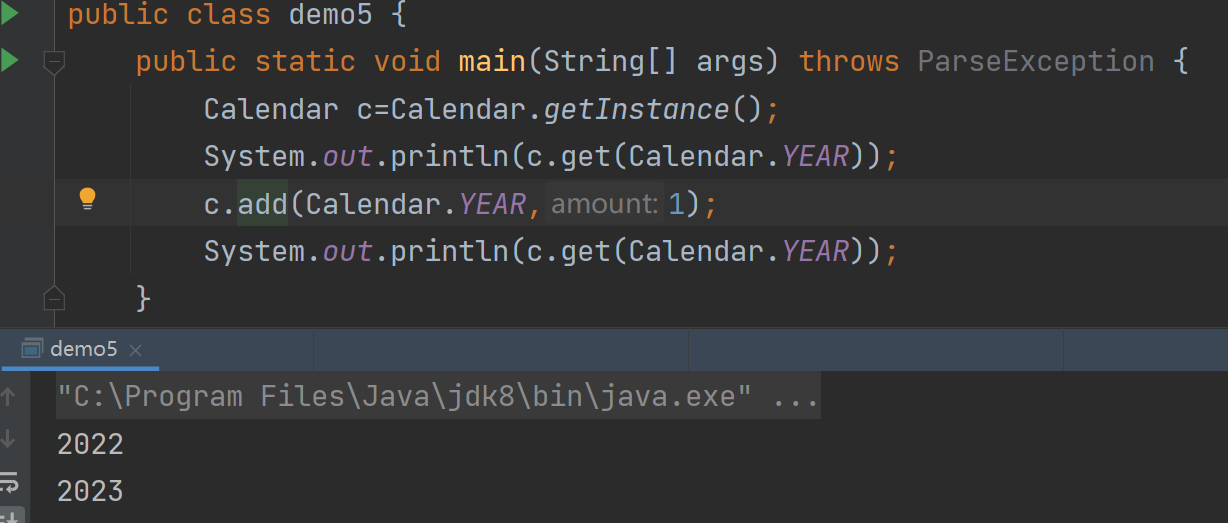 public class demo5 {
public static void main(String[] args) throws ParseException {
Calendar c=Calendar.getInstance();
System.out.println(c.get(Calendar.YEAR));
c.add(Calendar.YEAR, amount: 1);
System.out.println(c.get(Calendar.YEAR));
}
demo5
"C:\Program Files\Java\jdk8\bin\java.exe" ...
2022
2023